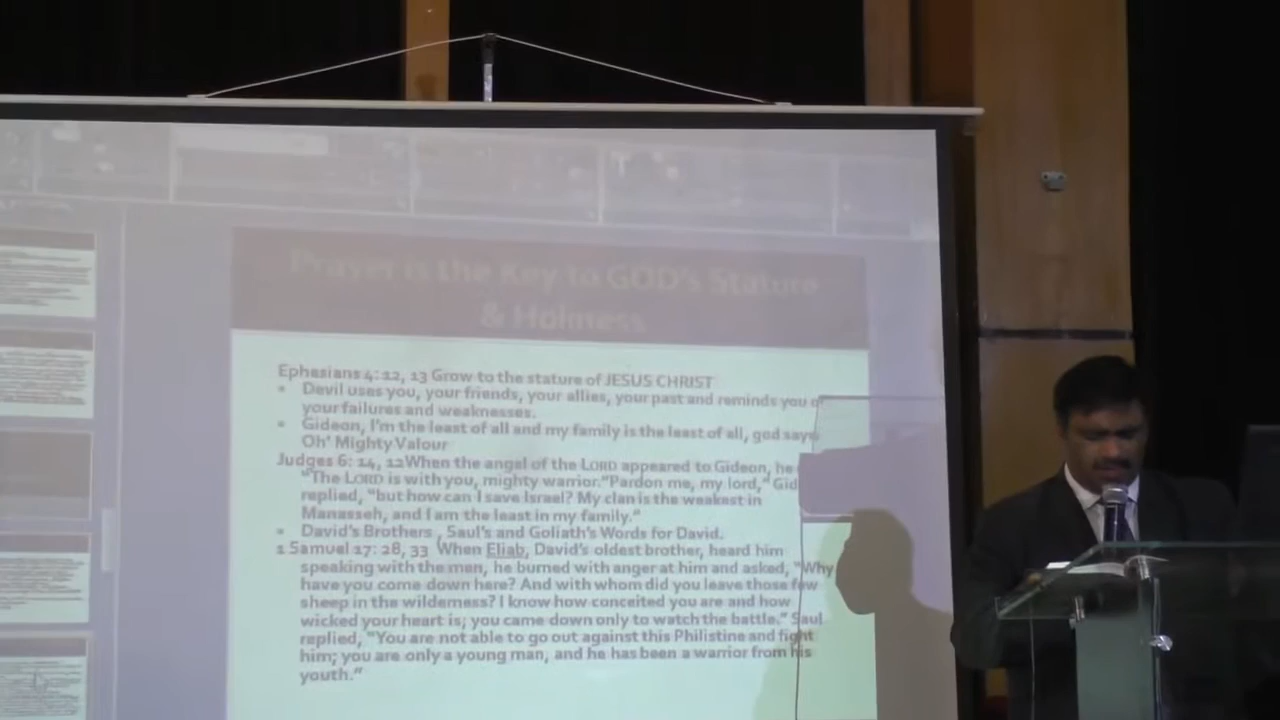 Prayer is the Key to GOD's Stature
& Holiness
Ephesians 4: 12, 13 Grow to the stature of JESUS CHRIST
• Devil uses you, your friends, your allies, your past and reminds you of
your failures and weaknesses.
• Gideon, I'm the least of all and my family is the least of all, god says
Oh' Mighty Valour
Judges 6: 14, 12When the angel of the LORD appeared to Gideon, he
"The LORD is with you, mighty warrior."Pardon me, my lord," Gid
replied, "but how can I save Israel? My clan is the weakest in
Manasseh, and I am the least in my family."
• David's Brothers , Saul's and Goliath's Words for David.
1 Samuel 17: 28, 33 (When Eliab, David's oldest brother, heard him
speaking with the men, he burned with anger at him and asked, "Why
have you come down here? And with whom did you leave those few
sheep in the wilderness? I know how conceited you are and how
wicked your heart is; you came down only to watch the battle." Saul
replied, "You are not able to go out against this Philistine and fight
him; you are only a young man, and he has been a warrior from his
youth."